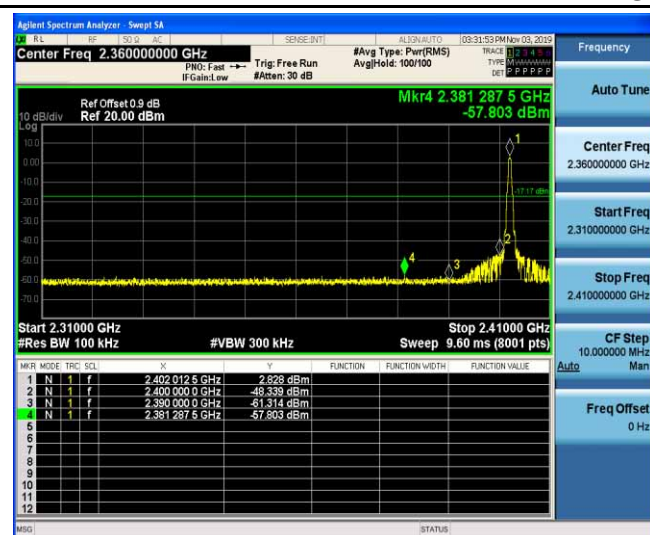 Agilent Spectrum Analyzer - Swept SA
RL RF 50 Ω AC SENSE:INT ALIGNAUTO 03:31:53 PM Nov 03, 2019
Center Freq 2.360000000 GHz
PNO: Fast
IFGain:Low
Trig: Free Run
#Atten: 30 dB
#Avg Type: Pwr(RMS)
Avg|Hold: 100/100
TRACE 1 2 3 4 5 6
TYPE
DET P P P P P P
Frequency
Mkr4 2.381 287 5 GHz
-57.803 dBm
Ref Offset 0.9 dB
10 dB/div Ref 20.00 dBm
Log
10.0
0.00
-10.0
-20.0
-30.0
-40.0
-50.0
-60.0
-70.0
1
-17.17 dBm
2
3
4
Start 2.31000 GHz Stop 2.41000 GHz
#Res BW 100 kHz #VBW 300 kHz Sweep 9.60 ms (8001 pts)
MKR MODE TRC SCL X Y FUNCTION FUNCTION WIDTH FUNCTION VALUE
1 N 1 f 2.402 012 5 GHz 2.828 dBm
2 N 1 f 2.400 000 0 GHz -48.339 dBm
3 N 1 f 2.390 000 0 GHz -61.314 dBm
4 N 1 f 2.381 287 5 GHz -57.803 dBm
5
6
7
8
9
10
11
12
MSG STATUS
Auto Tune
Center Freq
2.360000000 GHz
Start Freq
2.310000000 GHz
Stop Freq
2.410000000 GHz
CF Step
10.000000 MHz
Auto Man
Freq Offset
0 Hz